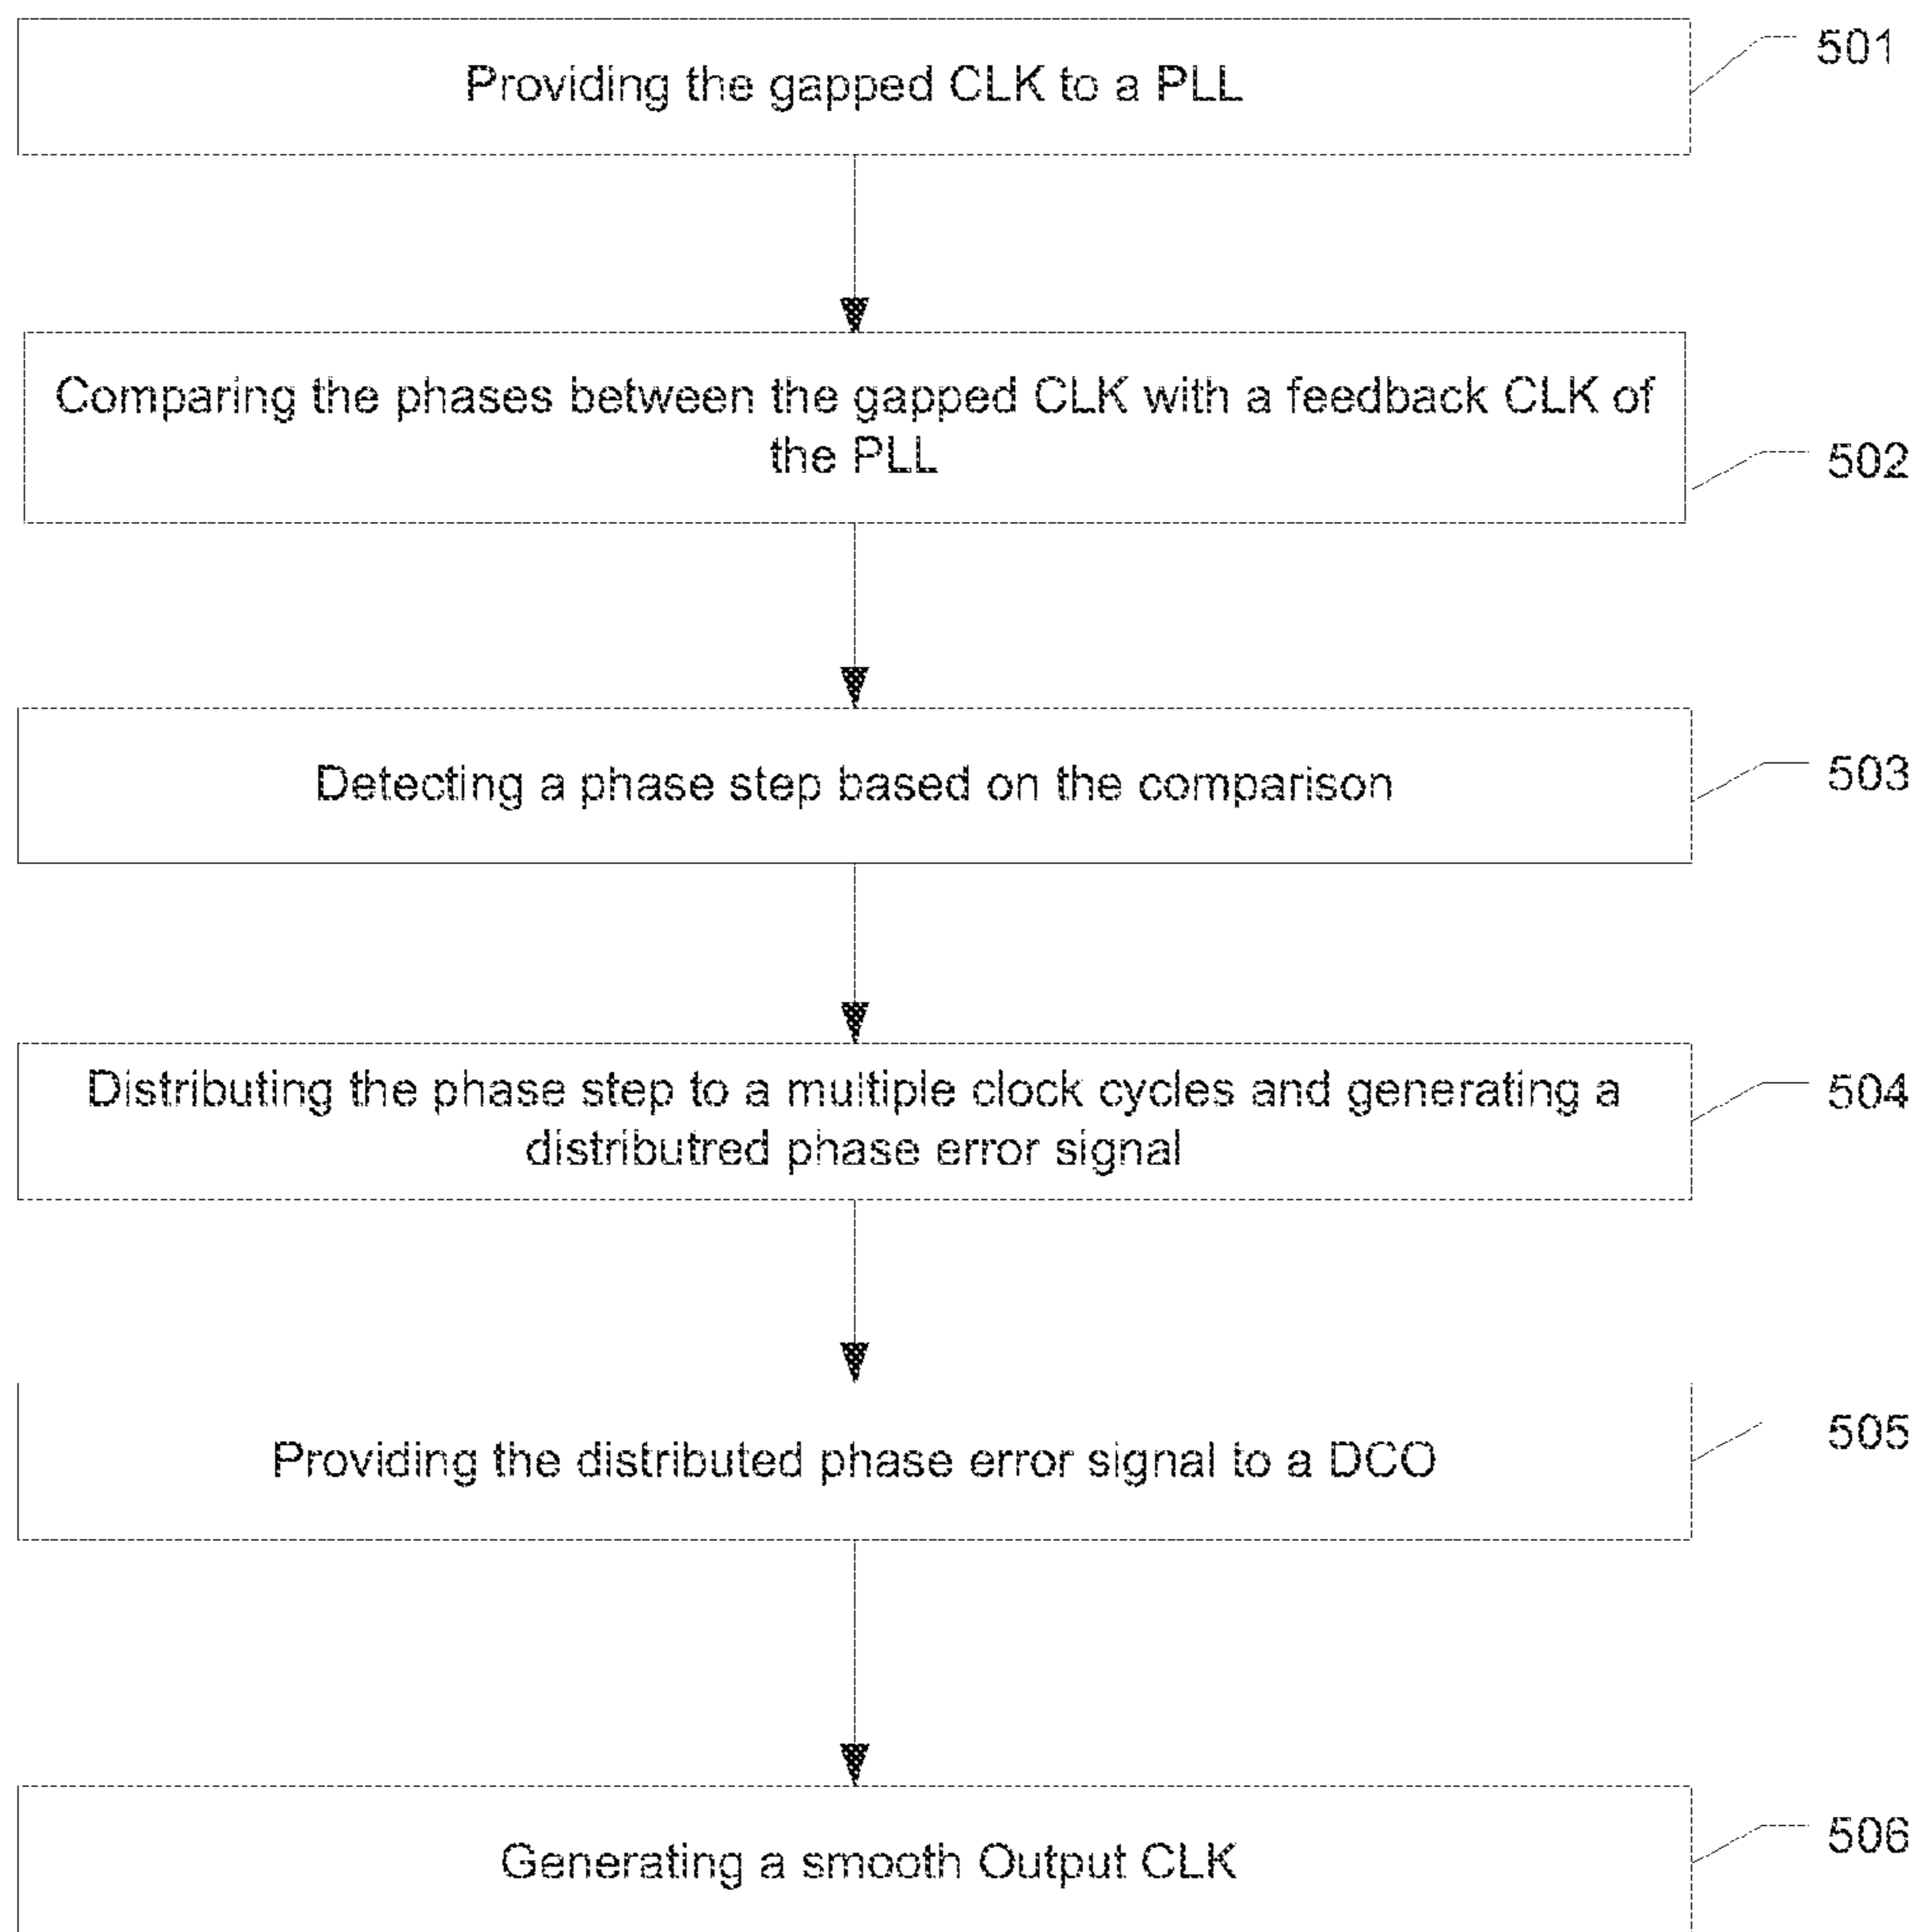 Providing the gapped CLK to a PLL
501
Comparing the phases between the gapped CLK with a feedback CLK of
the PLL
502
Detecting a phase step based on the comparison
503
Distributing the phase step to a multiple clock cycles and generating a
distributred phase error signal
504
Providing the distributed phase error signal to a DCO
505
Generating a smooth Output CLK
506